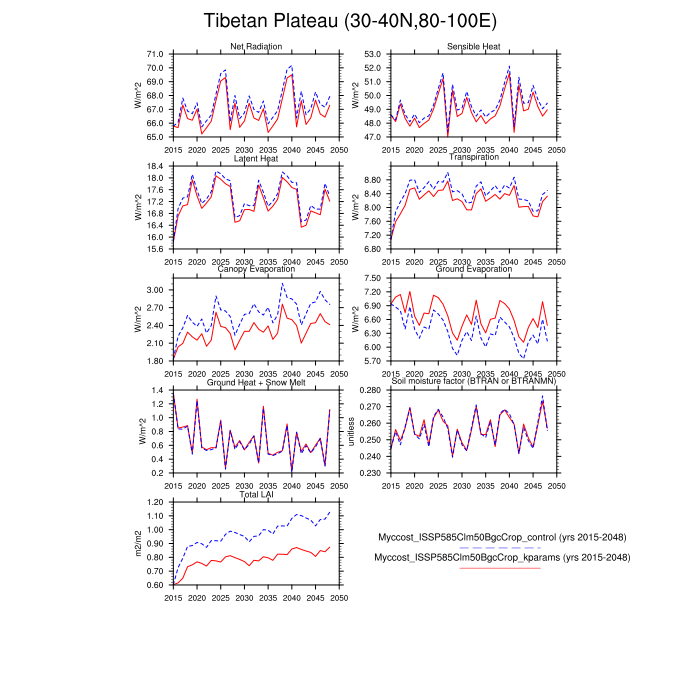 Tibetan Plateau (30-40N,80-100E)
Net Radiation
W/m^2
71.0
70.0
69.0
68.0
67.0
66.0
65.0
2015 2020 2025 2030 2035 2040 2045 2050
Sensible Heat
W/m^2
53.0
52.0
51.0
50.0
49.0
48.0
47.0
2015 2020 2025 2030 2035 2040 2045 2050
Latent Heat
W/m^2
18.4
18.0
17.6
17.2
16.8
16.4
16.0
15.6
2015 2020 2025 2030 2035 2040 2045 2050
Transpiration
W/m^2
8.80
8.40
8.00
7.60
7.20
6.80
2015 2020 2025 2030 2035 2040 2045 2050
Canopy Evaporation
W/m^2
3.00
2.70
2.40
2.10
1.80
2015 2020 2025 2030 2035 2040 2045 2050
Ground Evaporation
W/m^2
7.50
7.20
6.90
6.60
6.30
6.00
5.70
2015 2020 2025 2030 2035 2040 2045 2050
Ground Heat + Snow Melt
W/m^2
1.4
1.2
1.0
0.8
0.6
0.4
0.2
2015 2020 2025 2030 2035 2040 2045 2050
Soil moisture factor (BTRAN or BTRANMN)
unitless
0.280
0.270
0.260
0.250
0.240
0.230
2015 2020 2025 2030 2035 2040 2045 2050
Total LAI
m2/m2
1.20
1.10
1.00
0.90
0.80
0.70
0.60
2015 2020 2025 2030 2035 2040 2045 2050
Myccost_ISSP585Clm50BgcCrop_control (yrs 2015-2048)
Myccost_ISSP585Clm50BgcCrop_kparams (yrs 2015-2048)